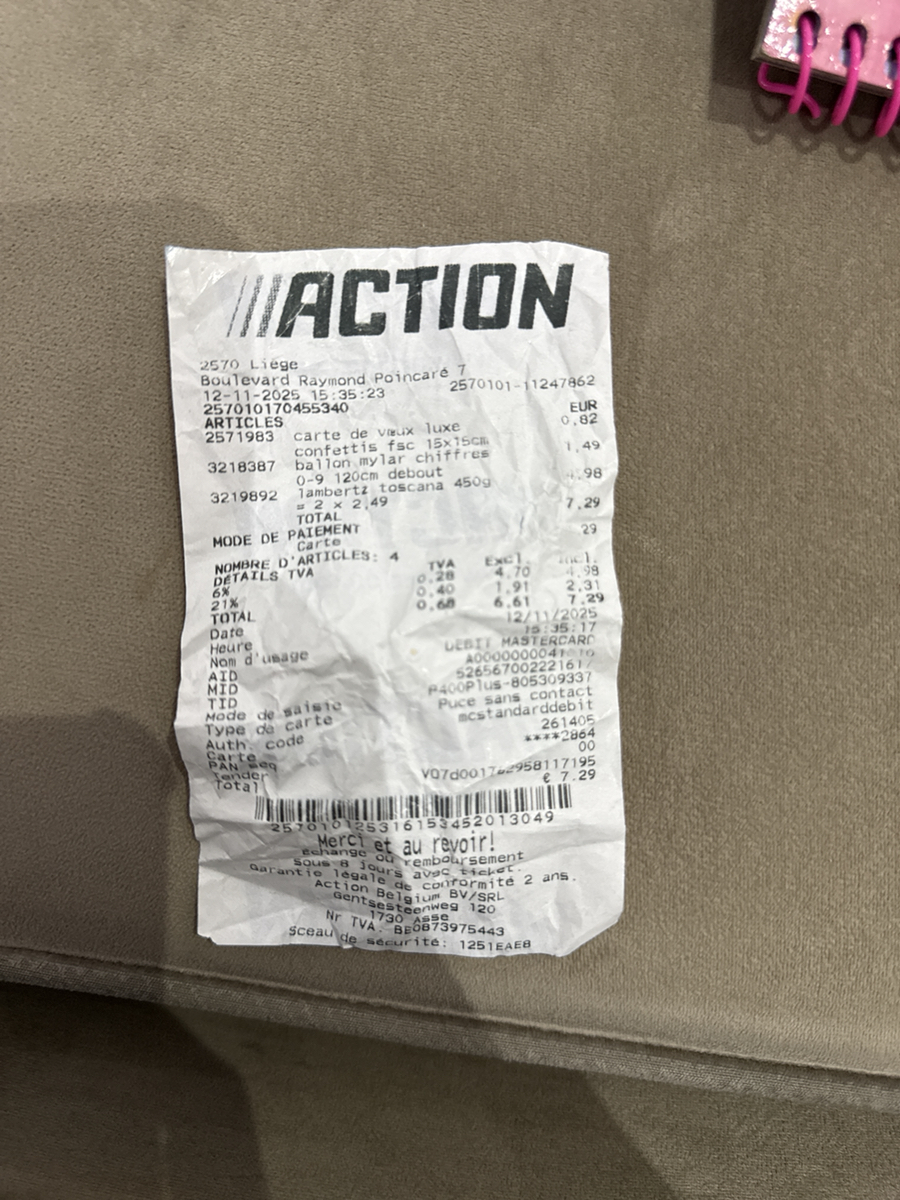 ACTION
2570 Liège
Boulevard Raymond Poincaré 7
12-11-2025 15:35:23 2570101-11247862
257010170455340 EUR
ARTICLES 0,82
2571983 carte de vœux luxe
confettis fsc 15x15cm 1,49
3218387 ballon mylar chiffres
0-9 120cm debout
3219892 lambertz toscana 450g
= 2 x 2,49 7,29
TOTAL
MODE DE PAIEMENT
Carte
NOMBRE D'ARTICLES: 4
DÉTAILS TVA TVA Excl. Incl.
6% 0,28 4,70 4,98
21% 0,40 1,91 2,31
TOTAL 0,68 6,61 7,29
Date 12/11/2025
Heure 15:35:17
Nom d'usage DEBIT MASTERCARD
AID
MID
TID P400Plus-805309337
Mode de saisie Puce sans contact
Type de carte mcstandarddebit
Auth. code 261405
Carte ****2864
PAN seq 00
Tender
Total € 7.29
257010125316153452013049
Merci et au revoir!
Échange ou remboursement
Sous 8 jours avec ticket.
Garantie légale de conformité 2 ans.
Action Belgium BV/SRL
Gentsesteenweg 120
1730 Asse
Nr TVA. BE0873975443
Sceau de sécurité: 1251EAE8